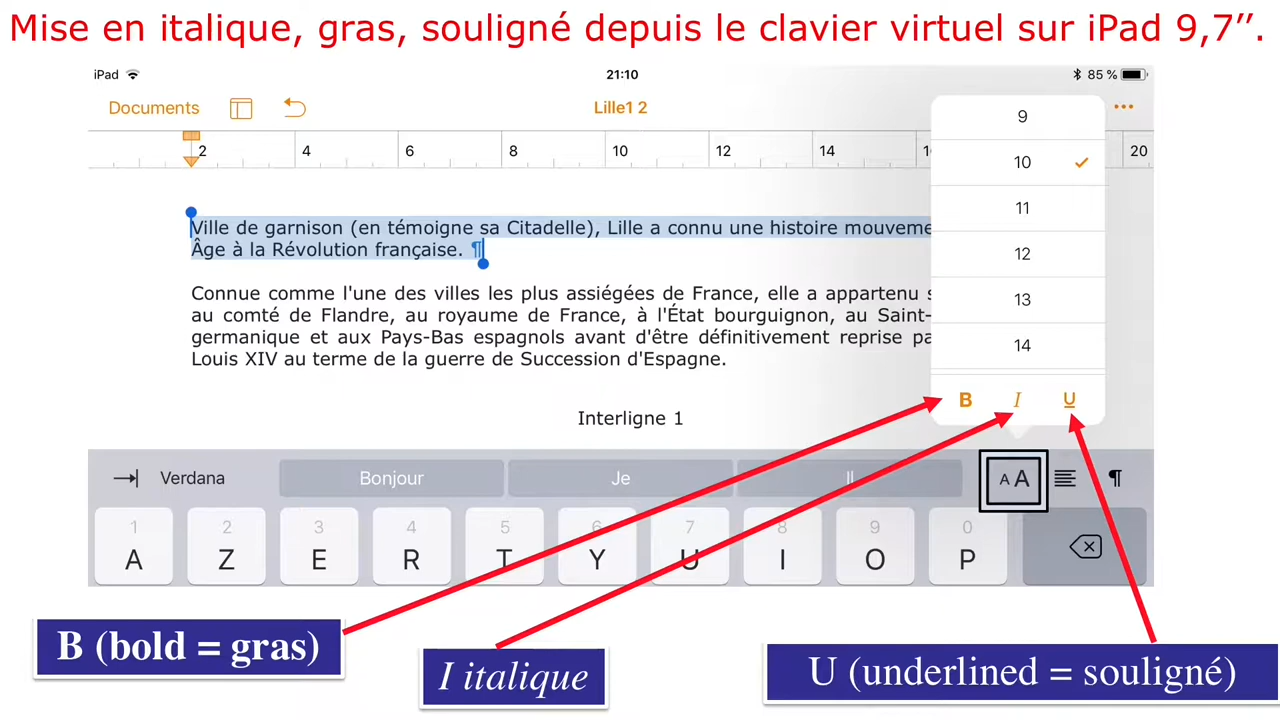 Mise en italique, gras, souligné depuis le clavier virtuel sur iPad 9,7’’.
iPad 21:10 85 %
Documents Lille1 2 •••
2 4 6 8 10 12 14 20
9
10
11
12
13
14
B I U
Ville de garnison (en témoigne sa Citadelle), Lille a connu une histoire mouveme
Âge à la Révolution française. ¶
Connue comme l'une des villes les plus assiégées de France, elle a appartenu s
au comté de Flandre, au royaume de France, à l'État bourguignon, au Saint-
germanique et aux Pays-Bas espagnols avant d'être définitivement reprise pa
Louis XIV au terme de la guerre de Succession d'Espagne.
Interligne 1
Verdana Bonjour Je Il A A ¶
1 2 3 4 5 6 7 8 9 0
A Z E R T Y U I O P
B (bold = gras)
I italique
U (underlined = souligné)